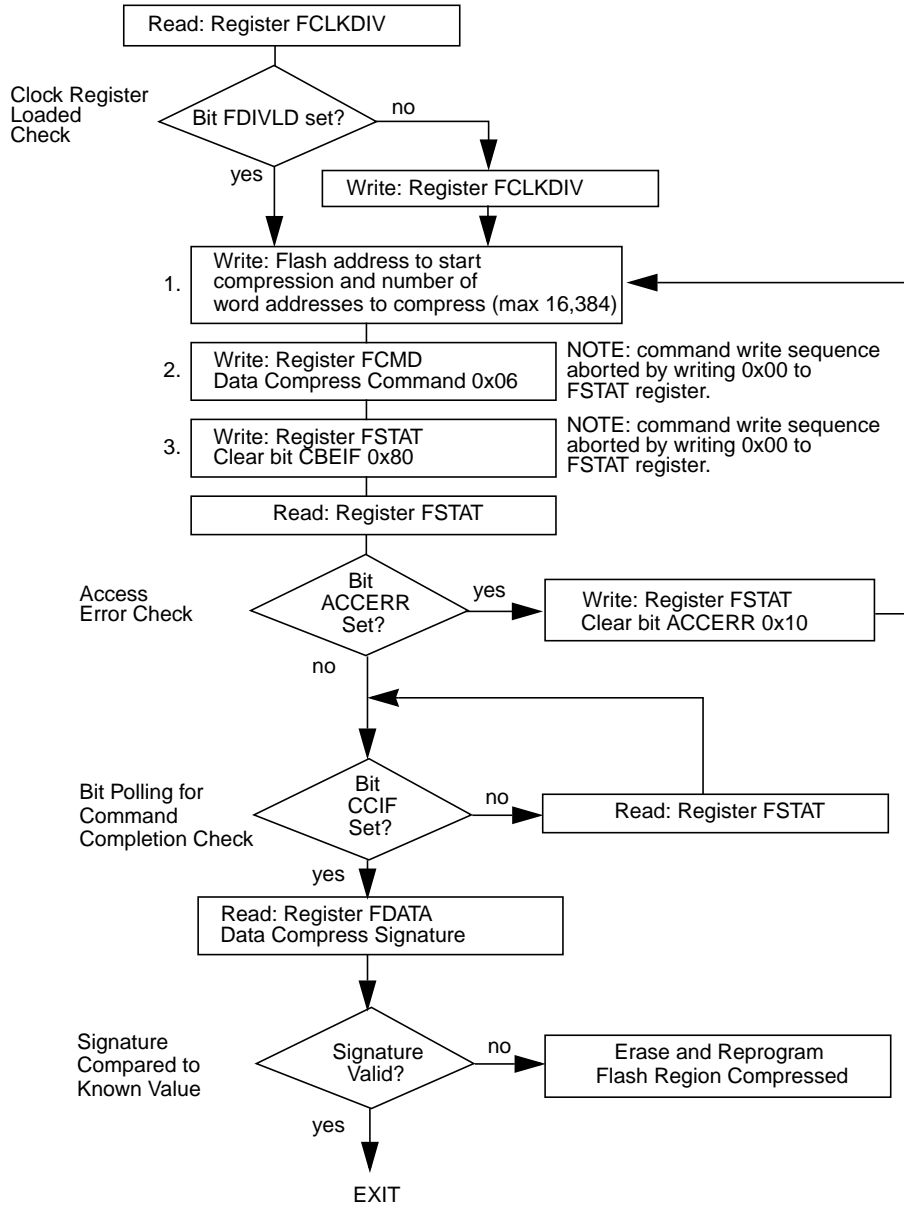 Read: Register FCLKDIV
Clock Register
Loaded
Check
Bit FDIVLD set?
no
yes
Write: Register FCLKDIV
1.
Write: Flash address to start
compression and number of
word addresses to compress (max 16,384)
2.
Write: Register FCMD
Data Compress Command 0x06
NOTE: command write sequence
aborted by writing 0x00 to
FSTAT register.
3.
Write: Register FSTAT
Clear bit CBEIF 0x80
NOTE: command write sequence
aborted by writing 0x00 to
FSTAT register.
Read: Register FSTAT
Access
Error Check
Bit
ACCERR
Set?
yes
Write: Register FSTAT
Clear bit ACCERR 0x10
no
Bit Polling for
Command
Completion Check
Bit
CCIF
Set?
no
Read: Register FSTAT
yes
Read: Register FDATA
Data Compress Signature
Signature
Compared to
Known Value
Signature
Valid?
no
Erase and Reprogram
Flash Region Compressed
yes
EXIT